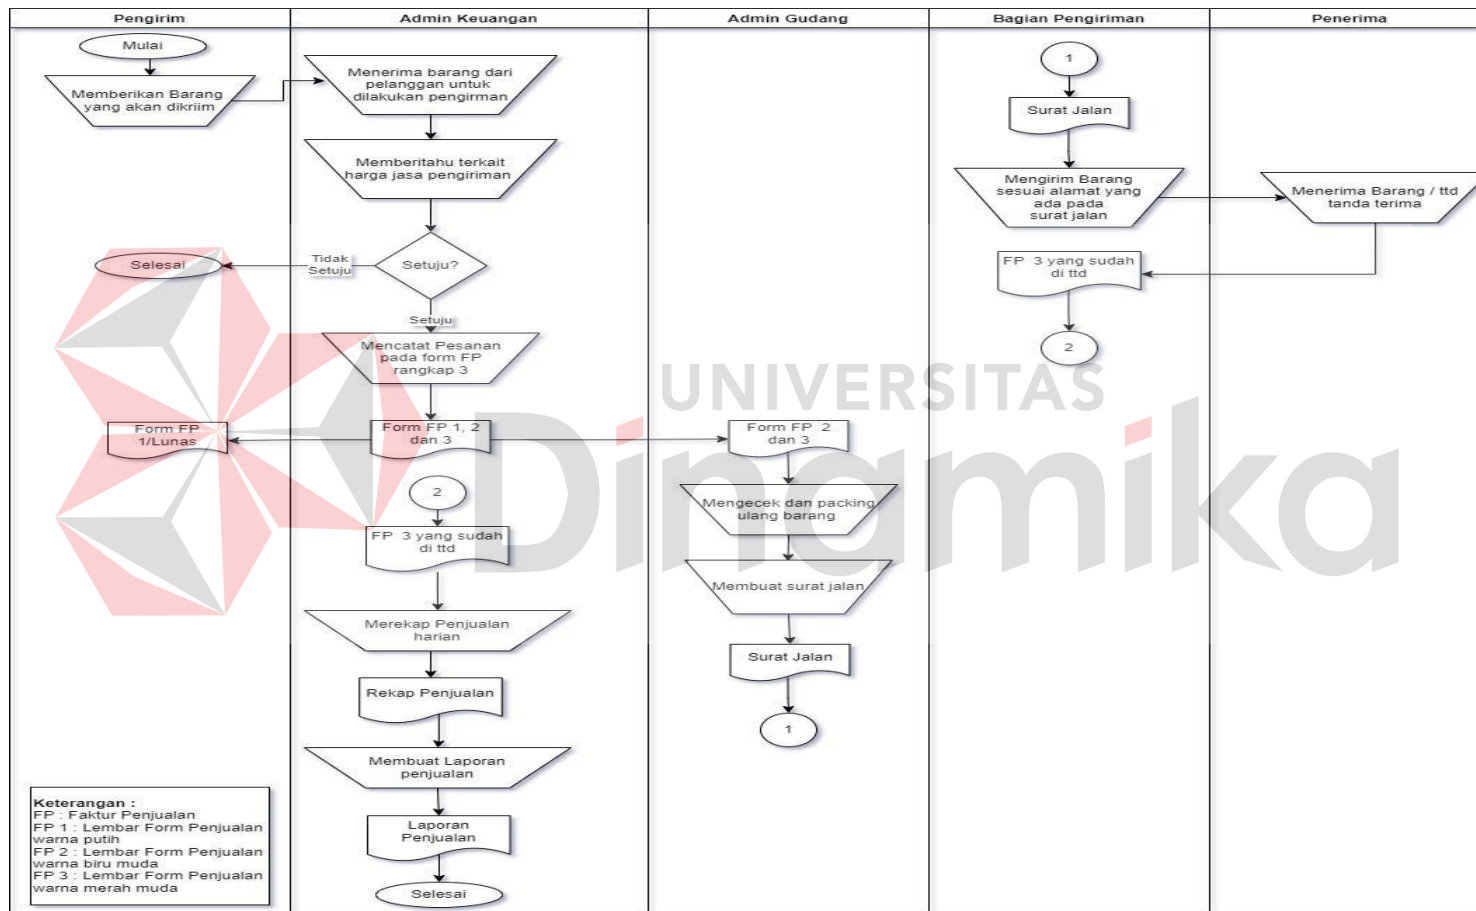 Pengirim
Admin Keuangan
Admin Gudang
Bagian Pengiriman
Penerima
Mulai
Memberikan Barang
yang akan dikriim
Selesai
Form FP
1/Lunas
Keterangan :
FP : Faktur Penjualan
FP 1 : Lembar Form Penjualan
warna putih
FP 2 : Lembar Form Penjualan
warna biru muda
FP 3 : Lembar Form Penjualan
warna merah muda
Menerima barang dari
pelanggan untuk
dilakukan pengirman
Memberitahu terkait
harga jasa pengiriman
Setuju?
Tidak
Setuju
Setuju
Mencatat Pesanan
pada form FP
rangkap 3
Form FP 1, 2
dan 3
2
FP 3 yang sudah
di ttd
Merekap Penjualan
harian
Rekap Penjualan
Membuat Laporan
penjualan
Laporan
Penjualan
Selesai
Form FP 2
dan 3
Mengecek dan packing
ulang barang
Membuat surat jalan
Surat Jalan
1
1
Surat Jalan
Mengirim Barang
sesuai alamat yang
ada pada
surat jalan
FP 3 yang sudah
di ttd
2
Menerima Barang / ttd
tanda terima
UNIVERSITAS
Dinamika